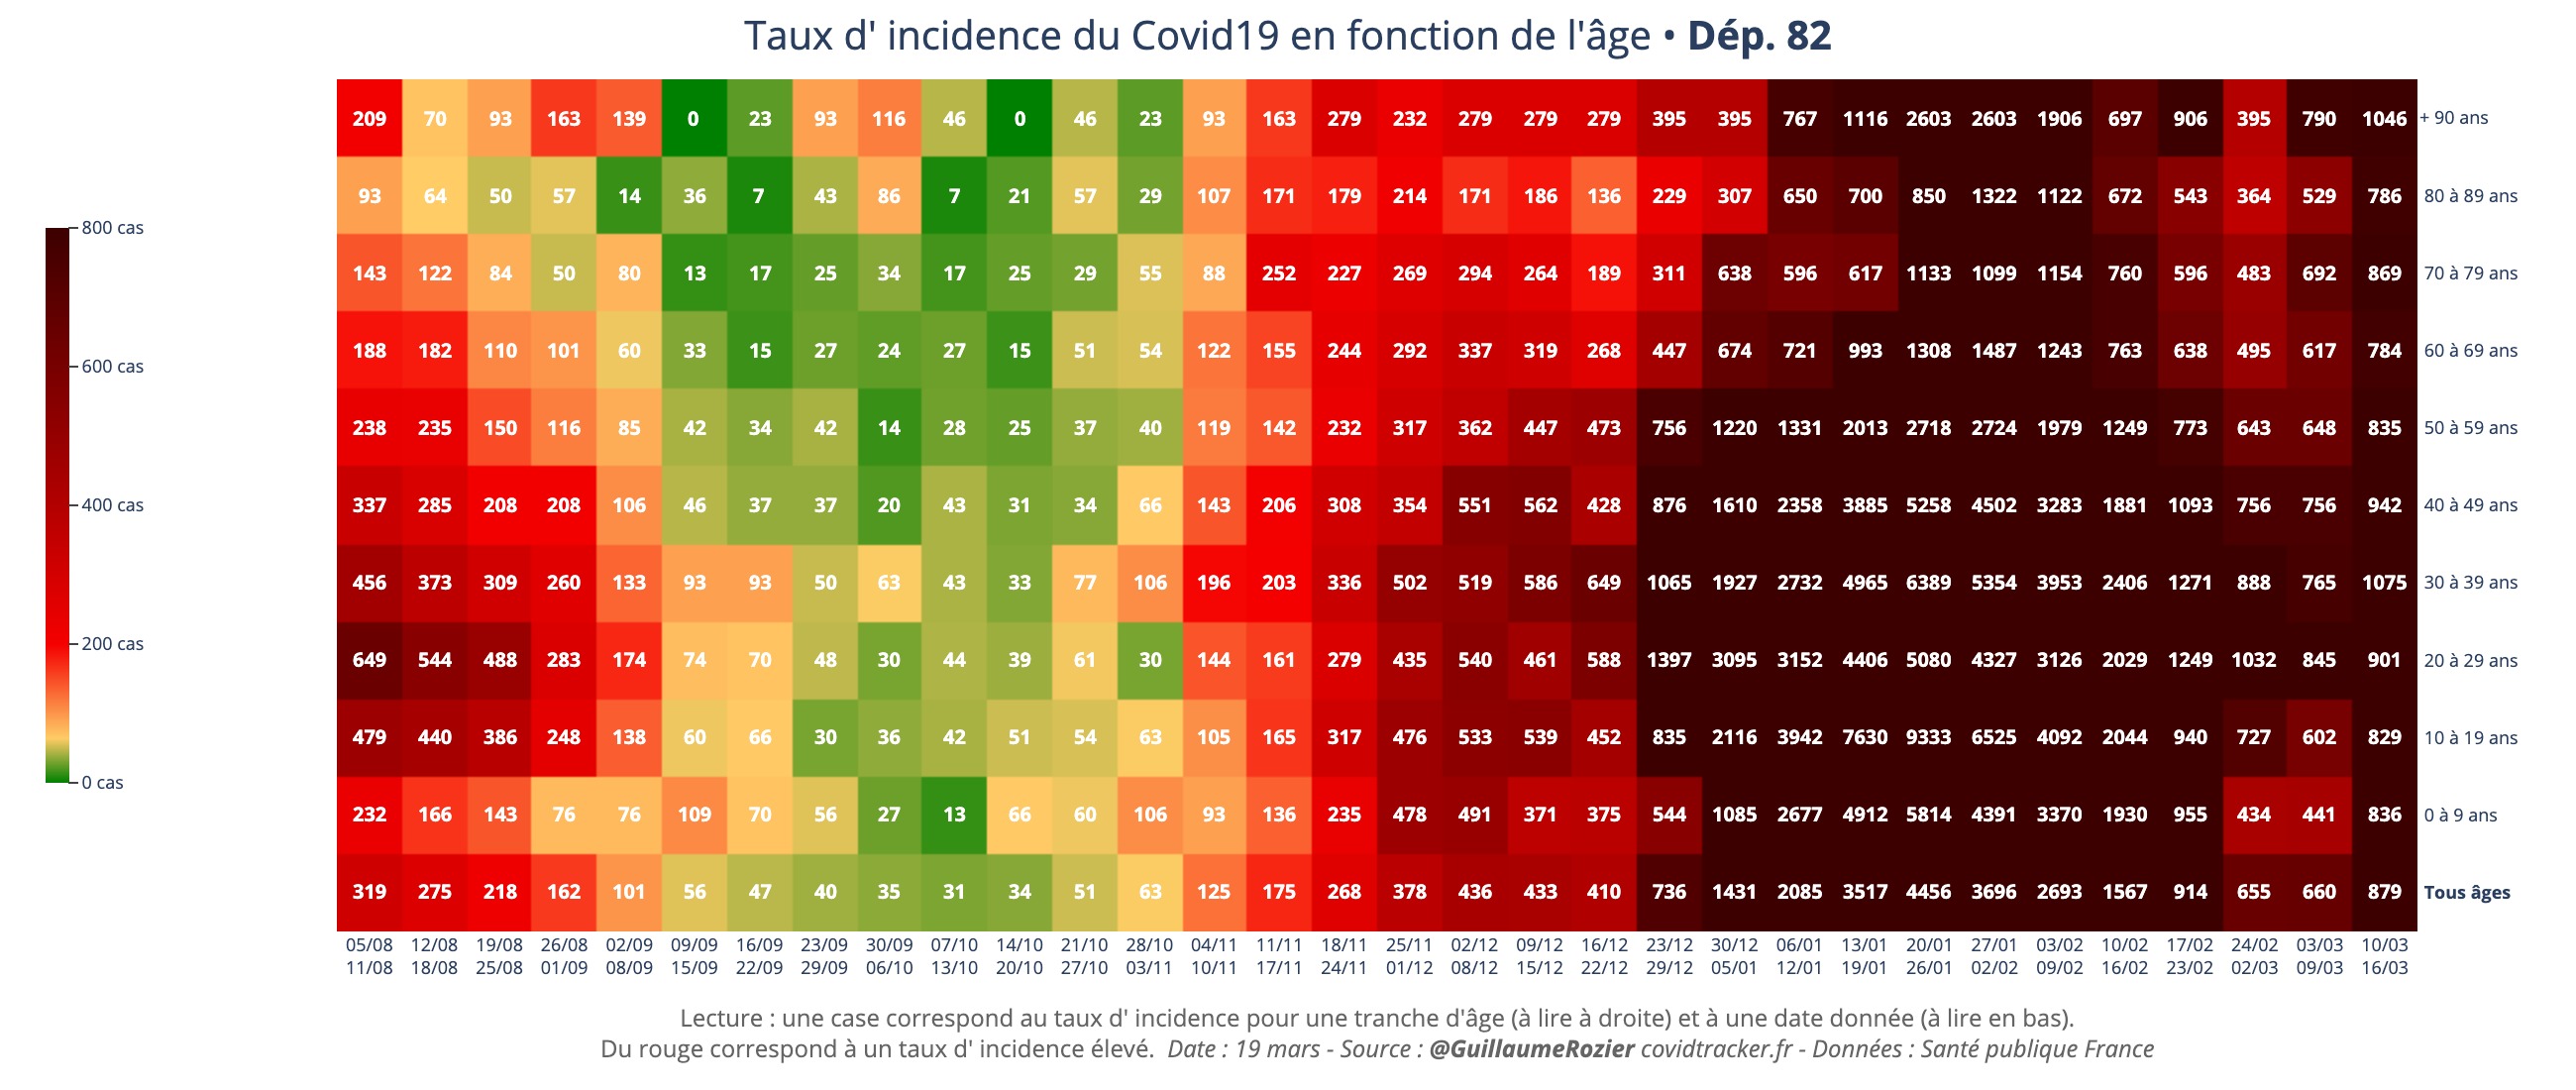 Taux d' incidence du Covid19 en fonction de l'âge • Dép. 82
209 70 93 163 139 0 23 93 116 46 0 46 23 93 163 279 232 279 279 279 395 395 767 1116 2603 2603 1906 697 906 395 790 1046 + 90 ans
93 64 50 57 14 36 7 43 86 7 21 57 29 107 171 179 214 171 186 136 229 307 650 700 850 1322 1122 672 543 364 529 786 80 à 89 ans
800 cas
143 122 84 50 80 13 17 25 34 17 25 29 55 88 252 227 269 294 264 189 311 638 596 617 1133 1099 1154 760 596 483 692 869 70 à 79 ans
188 182 110 101 60 33 15 27 24 27 15 51 54 122 155 244 292 337 319 268 447 674 721 993 1308 1487 1243 763 638 495 617 784 60 à 69 ans
600 cas
238 235 150 116 85 42 34 42 14 28 25 37 40 119 142 232 317 362 447 473 756 1220 1331 2013 2718 2724 1979 1249 773 643 648 835 50 à 59 ans
400 cas
337 285 208 208 106 46 37 37 20 43 31 34 66 143 206 308 354 551 562 428 876 1610 2358 3885 5258 4502 3283 1881 1093 756 756 942 40 à 49 ans
456 373 309 260 133 93 93 50 63 43 33 77 106 196 203 336 502 519 586 649 1065 1927 2732 4965 6389 5354 3953 2406 1271 888 765 1075 30 à 39 ans
200 cas
649 544 488 283 174 74 70 48 30 44 39 61 30 144 161 279 435 540 461 588 1397 3095 3152 4406 5080 4327 3126 2029 1249 1032 845 901 20 à 29 ans
479 440 386 248 138 60 66 30 36 42 51 54 63 105 165 317 476 533 539 452 835 2116 3942 7630 9333 6525 4092 2044 940 727 602 829 10 à 19 ans
0 cas
232 166 143 76 76 109 70 56 27 13 66 60 106 93 136 235 478 491 371 375 544 1085 2677 4912 5814 4391 3370 1930 955 434 441 836 0 à 9 ans
319 275 218 162 101 56 47 40 35 31 34 51 63 125 175 268 378 436 433 410 736 1431 2085 3517 4456 3696 2693 1567 914 655 660 879 Tous âges
05/08 12/08 19/08 26/08 02/09 09/09 16/09 23/09 30/09 07/10 14/10 21/10 28/10 04/11 11/11 18/11 25/11 02/12 09/12 16/12 23/12 30/12 06/01 13/01 20/01 27/01 03/02 10/02 17/02 24/02 03/03 10/03
11/08 18/08 25/08 01/09 08/09 15/09 22/09 29/09 06/10 13/10 20/10 27/10 03/11 10/11 17/11 24/11 01/12 08/12 15/12 22/12 29/12 05/01 12/01 19/01 26/01 02/02 09/02 16/02 23/02 02/03 09/03 16/03
Lecture : une case correspond au taux d' incidence pour une tranche d'âge (à lire à droite) et à une date donnée (à lire en bas).
Du rouge correspond à un taux d' incidence élevé. Date : 19 mars - Source : @GuillaumeRozier covidtracker.fr - Données : Santé publique France